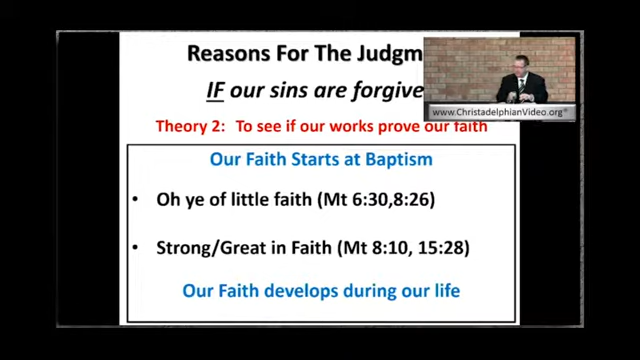 Reasons For The Judgm
IF our sins are forgive
www.ChristadelphianVideo.org
Theory 2: To see if our works prove our faith
Our Faith Starts at Baptism
• Oh ye of little faith (Mt 6:30,8:26)
• Strong/Great in Faith (Mt 8:10, 15:28)
Our Faith develops during our life